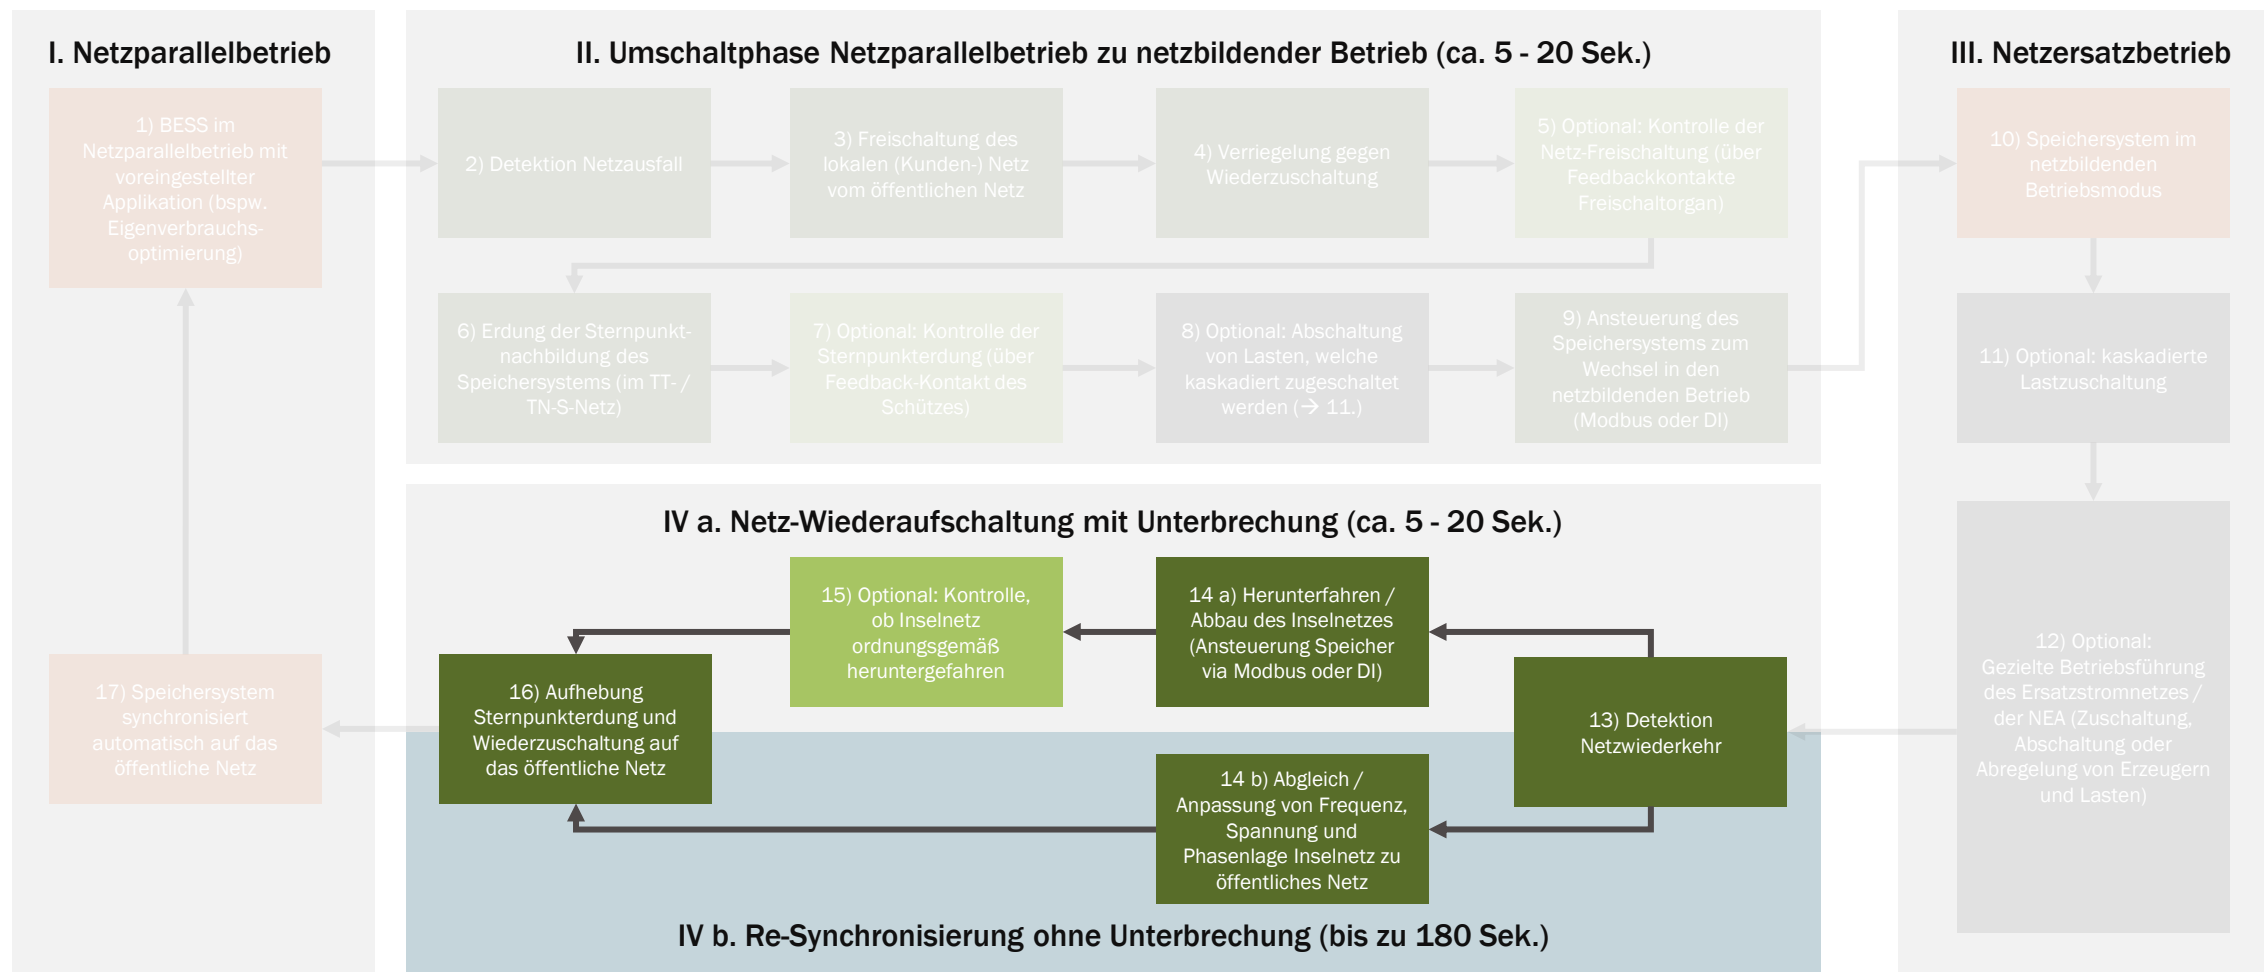 I. Netzparallelbetrieb
1) BESS im
Netzparallelbetrieb mit
voreingestellter
Applikation (bspw.
Eigenverbrauchs-
optimierung)
II. Umschaltphase Netzparallelbetrieb zu netzbildender Betrieb (ca. 5 - 20 Sek.)
2) Detektion Netzausfall
3) Freischaltung des
lokalen (Kunden-) Netz
vom öffentlichen Netz
4) Verriegelung gegen
Wiederzuschaltung
5) Optional: Kontrolle der
Netz-Freischaltung (über
Feedbackkontakte
Freischaltorgan)
6) Erdung der Sternpunkt-
nachbildung des
Speichersystems (im TT- /
TN-S-Netz)
7) Optional: Kontrolle der
Sternpunkterdung (über
Feedback-Kontakt des
Schützes)
8) Optional: Abschaltung
von Lasten, welche
kaskadiert zugeschaltet
werden (→ 11.)
9) Ansteuerung des
Speichersystems zum
Wechsel in den
netzbildenden Betrieb
(Modbus oder DI)
III. Netzersatzbetrieb
10) Speichersystem im
netzbildenden
Betriebsmodus
11) Optional: kaskadierte
Lastzuschaltung
12) Optional:
Gezielte Betriebsführung
des Ersatzstromnetzes /
der NEA (Zuschaltung,
Abschaltung oder
Abregelung von Erzeugern
und Lasten)
IV a. Netz-Wiederaufschaltung mit Unterbrechung (ca. 5 - 20 Sek.)
13) Detektion
Netzwiederkehr
14 a) Herunterfahren /
Abbau des Inselnetzes
(Ansteuerung Speicher
via Modbus oder DI)
15) Optional: Kontrolle,
ob Inselnetz
ordnungsgemäß
heruntergefahren
14 b) Abgleich /
Anpassung von Frequenz,
Spannung und
Phasenlage Inselnetz zu
öffentliches Netz
16) Aufhebung
Sternpunkterdung und
Wiederzuschaltung auf
das öffentliche Netz
17) Speichersystem
synchronisiert
automatisch auf das
öffentliche Netz
IV b. Re-Synchronisierung ohne Unterbrechung (bis zu 180 Sek.)